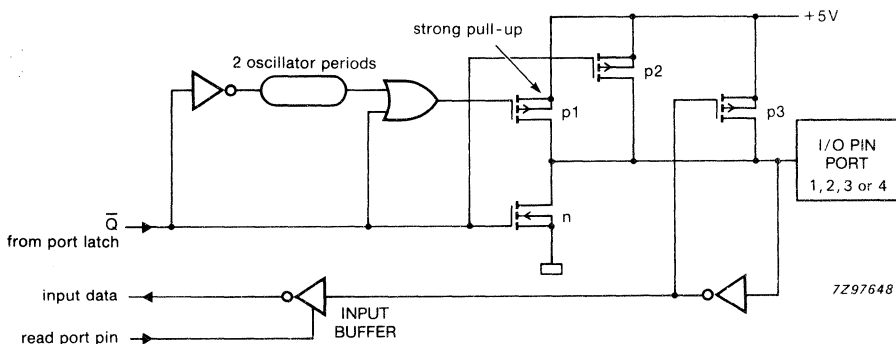 +5V
strong pull-up
2 oscillator periods
p2
p1
p3
I/O PIN
PORT
1, 2, 3 or 4
Q̅
from port latch
n
input data
INPUT
BUFFER
read port pin
7Z97648